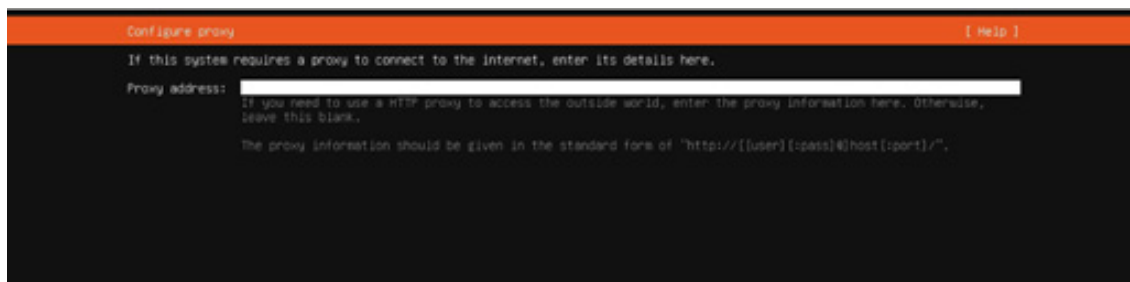 Configure proxy [ Help ]
If this system requires a proxy to connect to the internet, enter its details here.
Proxy address:
If you need to use a HTTP proxy to access the outside world, enter the proxy information here. Otherwise,
leave this blank.
The proxy information should be given in the standard form of "http://[[user][:pass]@]host[:port]/".